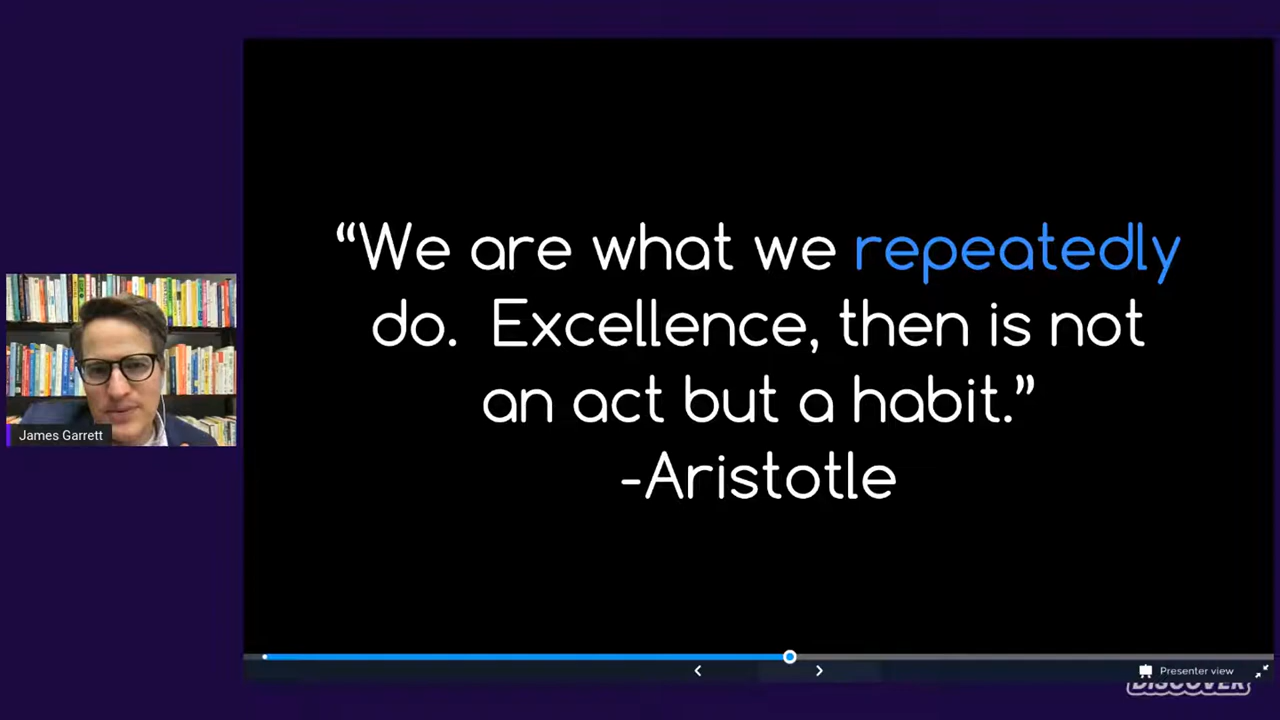 “We are what we repeatedly
do.  Excellence, then is not
an act but a habit.”
-Aristotle
James Garrett
Presenter view
DISCOVER